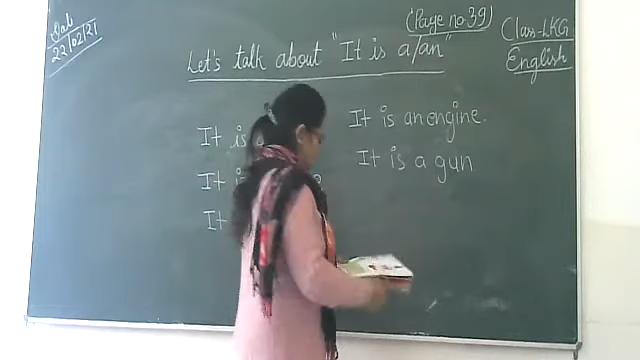 22/02/21
(Page no. 39)
Class-LKG
English
Let's talk about "It is a/an"
It is
It
It
It is an engine.
It is a gun